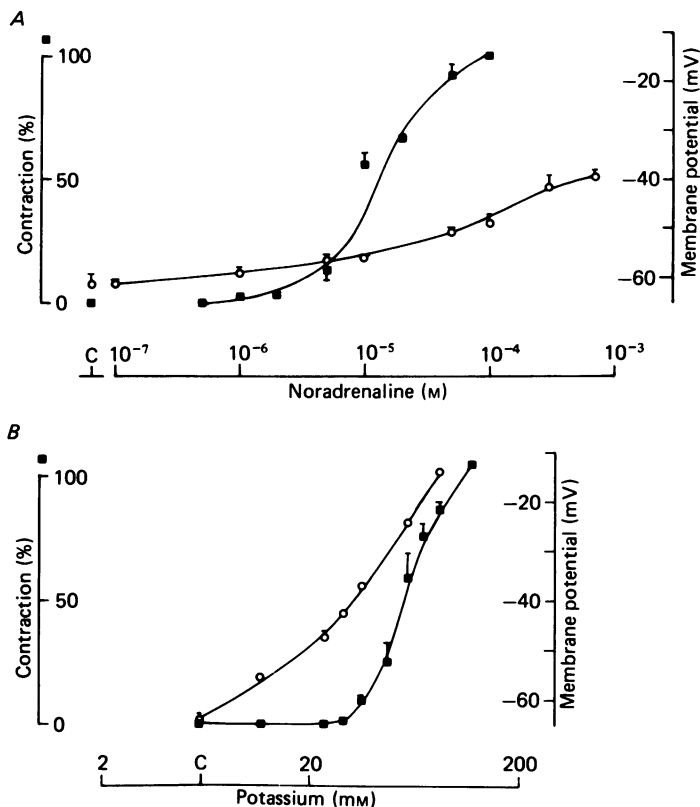 A
100
50
0
Contraction (%)
−20
−40
−60
Membrane potential (mV)
C 10⁻⁷ 10⁻⁶ 10⁻⁵ 10⁻⁴ 10⁻³
Noradrenaline (M)
B
100
50
0
Contraction (%)
−20
−40
−60
Membrane potential (mV)
2 C 20 200
Potassium (mM)